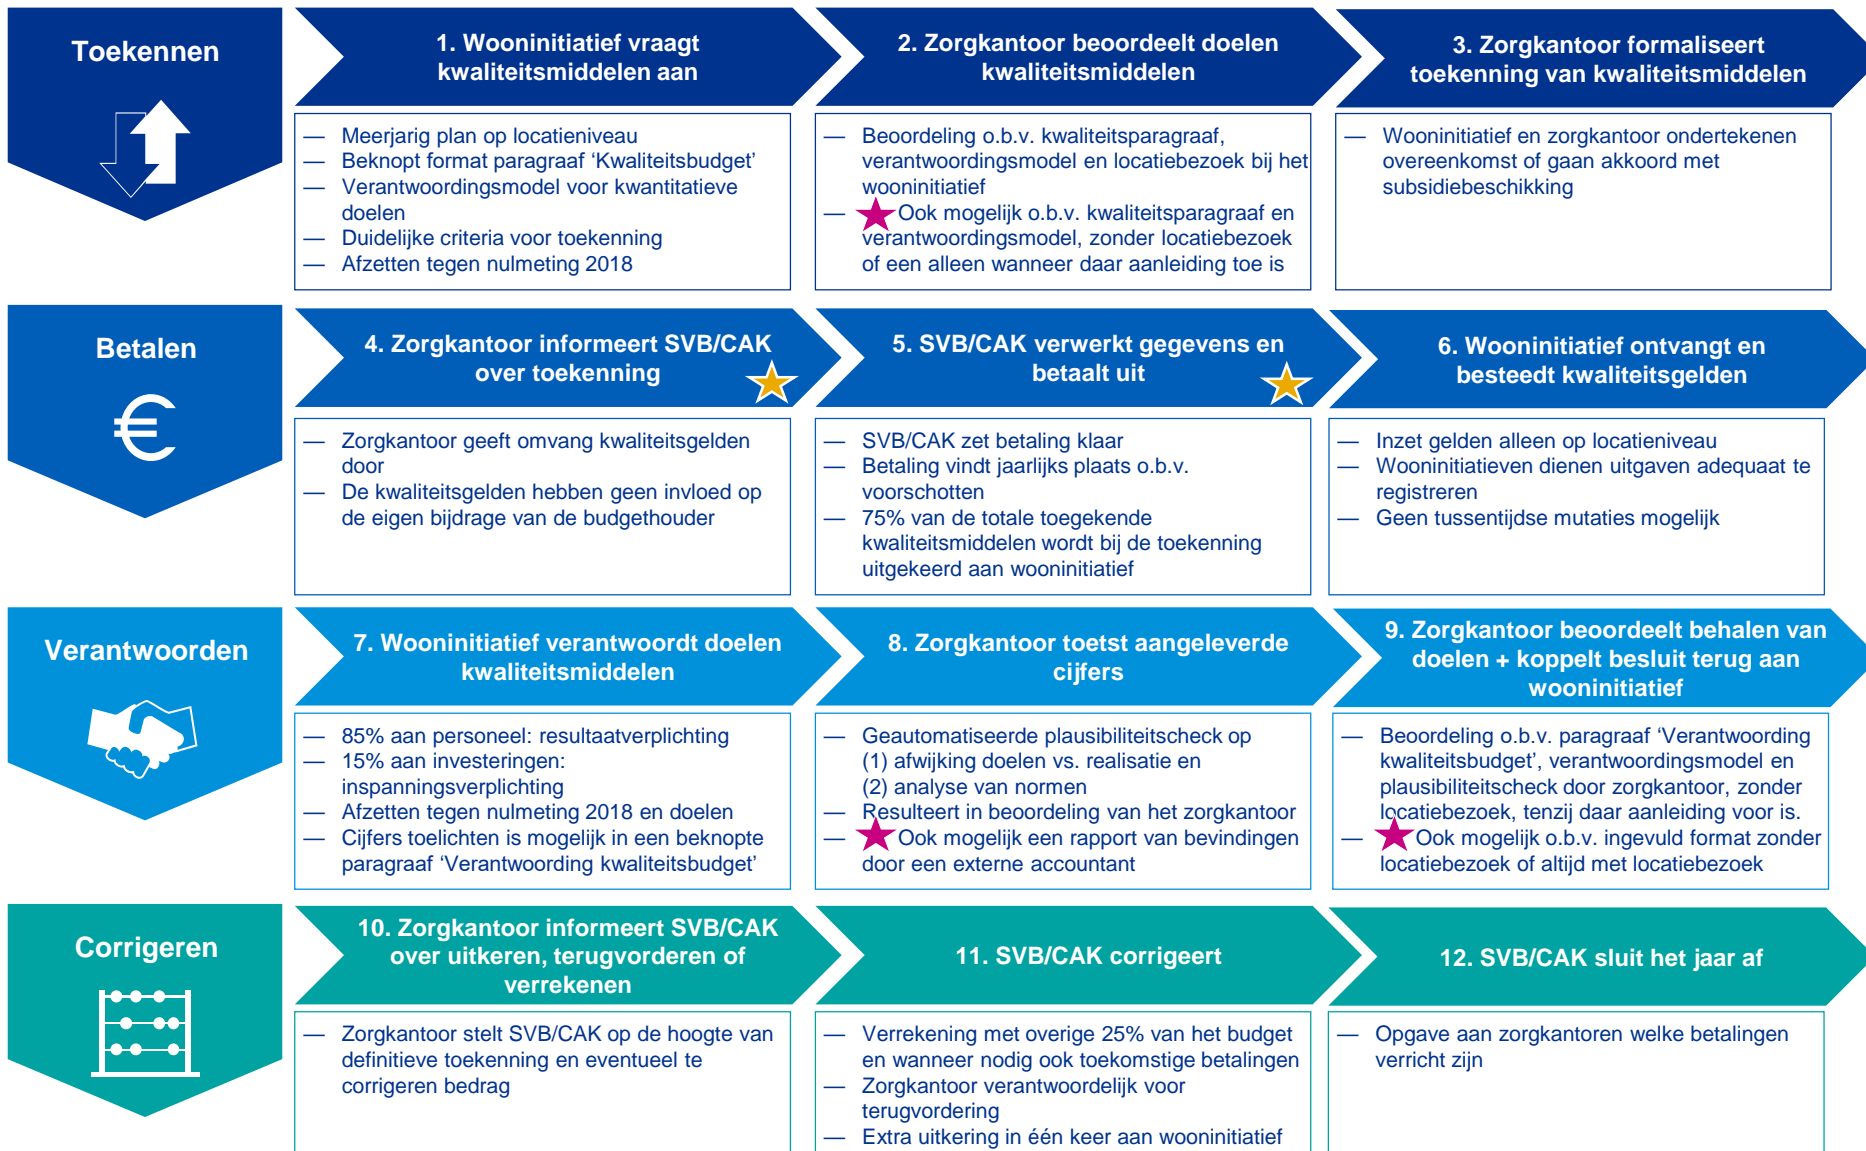 Toekennen
1. Wooninitiatief vraagt
kwaliteitsmiddelen aan
— Meerjarig plan op locatieniveau
— Beknopt format paragraaf ‘Kwaliteitsbudget’
— Verantwoordingsmodel voor kwantitatieve
doelen
— Duidelijke criteria voor toekenning
— Afzetten tegen nulmeting 2018
2. Zorgkantoor beoordeelt doelen
kwaliteitsmiddelen
— Beoordeling o.b.v. kwaliteitsparagraaf,
verantwoordingsmodel en locatiebezoek bij het
wooninitiatief
— Ook mogelijk o.b.v. kwaliteitsparagraaf en
verantwoordingsmodel, zonder locatiebezoek
of een alleen wanneer daar aanleiding toe is
3. Zorgkantoor formaliseert
toekenning van kwaliteitsmiddelen
— Wooninitiatief en zorgkantoor ondertekenen
overeenkomst of gaan akkoord met
subsidiebeschikking
Betalen
€
4. Zorgkantoor informeert SVB/CAK
over toekenning
— Zorgkantoor geeft omvang kwaliteitsgelden
door
— De kwaliteitsgelden hebben geen invloed op
de eigen bijdrage van de budgethouder
5. SVB/CAK verwerkt gegevens en
betaalt uit
— SVB/CAK zet betaling klaar
— Betaling vindt jaarlijks plaats o.b.v.
voorschotten
— 75% van de totale toegekende
kwaliteitsmiddelen wordt bij de toekenning
uitgekeerd aan wooninitiatief
6. Wooninitiatief ontvangt en
besteedt kwaliteitsgelden
— Inzet gelden alleen op locatieniveau
— Wooninitiatieven dienen uitgaven adequaat te
registreren
— Geen tussentijdse mutaties mogelijk
Verantwoorden
7. Wooninitiatief verantwoordt doelen
kwaliteitsmiddelen
— 85% aan personeel: resultaatverplichting
— 15% aan investeringen:
inspanningsverplichting
— Afzetten tegen nulmeting 2018 en doelen
— Cijfers toelichten is mogelijk in een beknopte
paragraaf ‘Verantwoording kwaliteitsbudget’
8. Zorgkantoor toetst aangeleverde
cijfers
— Geautomatiseerde plausibiliteitscheck op
(1) afwijking doelen vs. realisatie en
(2) analyse van normen
— Resulteert in beoordeling van het zorgkantoor
— Ook mogelijk een rapport van bevindingen
door een externe accountant
9. Zorgkantoor beoordeelt behalen van
doelen + koppelt besluit terug aan
wooninitiatief
— Beoordeling o.b.v. paragraaf ‘Verantwoording
kwaliteitsbudget’, verantwoordingsmodel en
plausibiliteitscheck door zorgkantoor, zonder
locatiebezoek, tenzij daar aanleiding voor is.
— Ook mogelijk o.b.v. ingevuld format zonder
locatiebezoek of altijd met locatiebezoek
Corrigeren
10. Zorgkantoor informeert SVB/CAK
over uitkeren, terugvorderen of
verrekenen
— Zorgkantoor stelt SVB/CAK op de hoogte van
definitieve toekenning en eventueel te
corrigeren bedrag
11. SVB/CAK corrigeert
— Verrekening met overige 25% van het budget
en wanneer nodig ook toekomstige betalingen
— Zorgkantoor verantwoordelijk voor
terugvordering
— Extra uitkering in één keer aan wooninitiatief
12. SVB/CAK sluit het jaar af
— Opgave aan zorgkantoren welke betalingen
verricht zijn